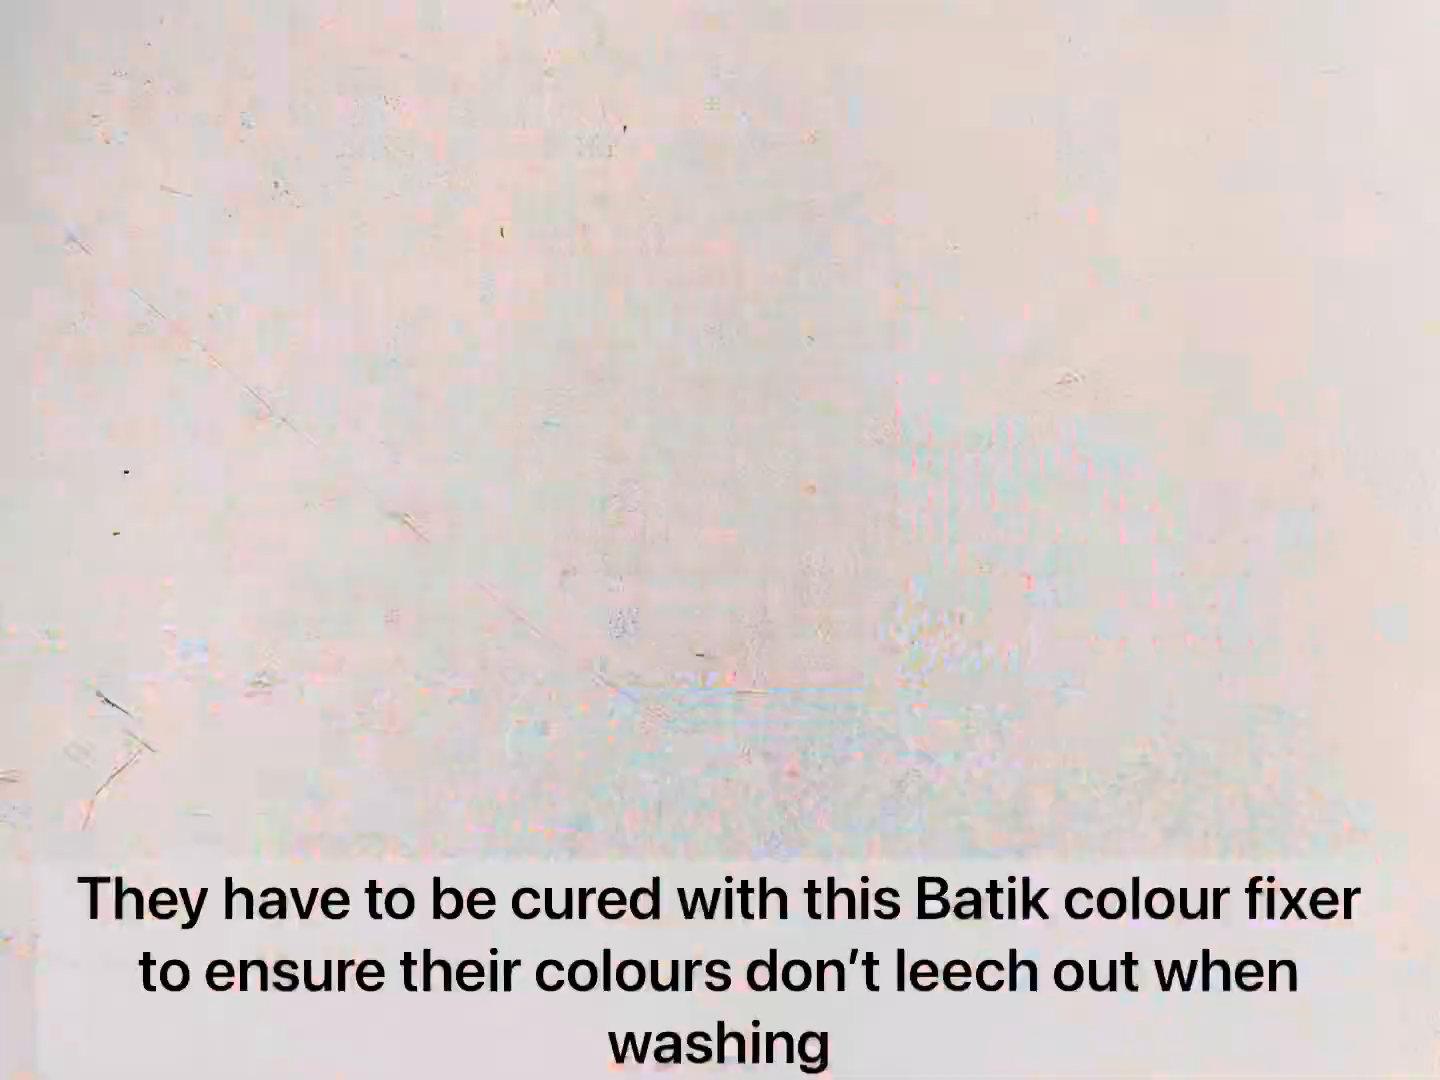 They have to be cured with this Batik colour fixer
to ensure their colours don’t leech out when
washing